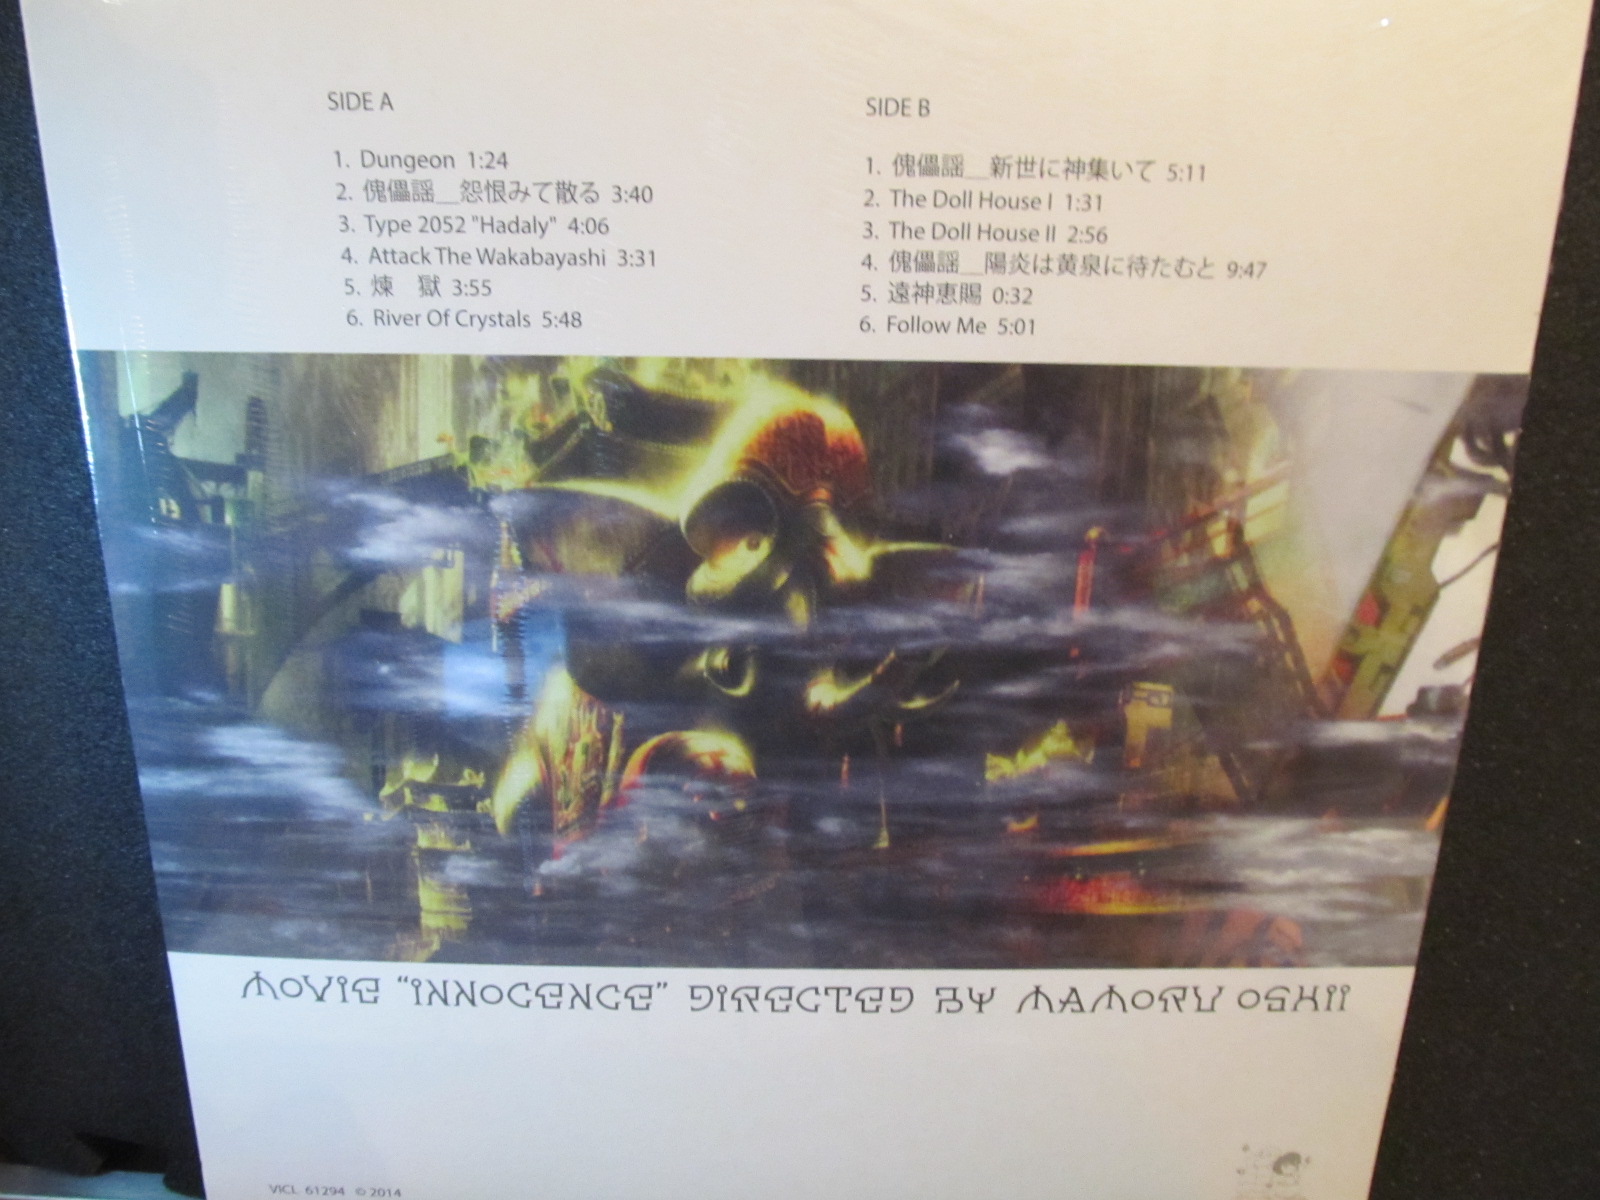 SIDE A
1. Dungeon 1:24
2. 傀儡謡__怨恨みて散る 3:40
3. Type 2052 "Hadaly" 4:06
4. Attack The Wakabayashi 3:31
5. 煉　獄 3:55
6. River Of Crystals 5:48
SIDE B
1. 傀儡謡__新世に神集いて 5:11
2. The Doll House I 1:31
3. The Doll House II 2:56
4. 傀儡謡__陽炎は黄泉に待たむと 9:47
5. 遠神恵賜 0:32
6. Follow Me 5:01
MOVIE "INNOCENCE" DIRECTED BY MAMORU OSHII
VICL 61294 ©2014